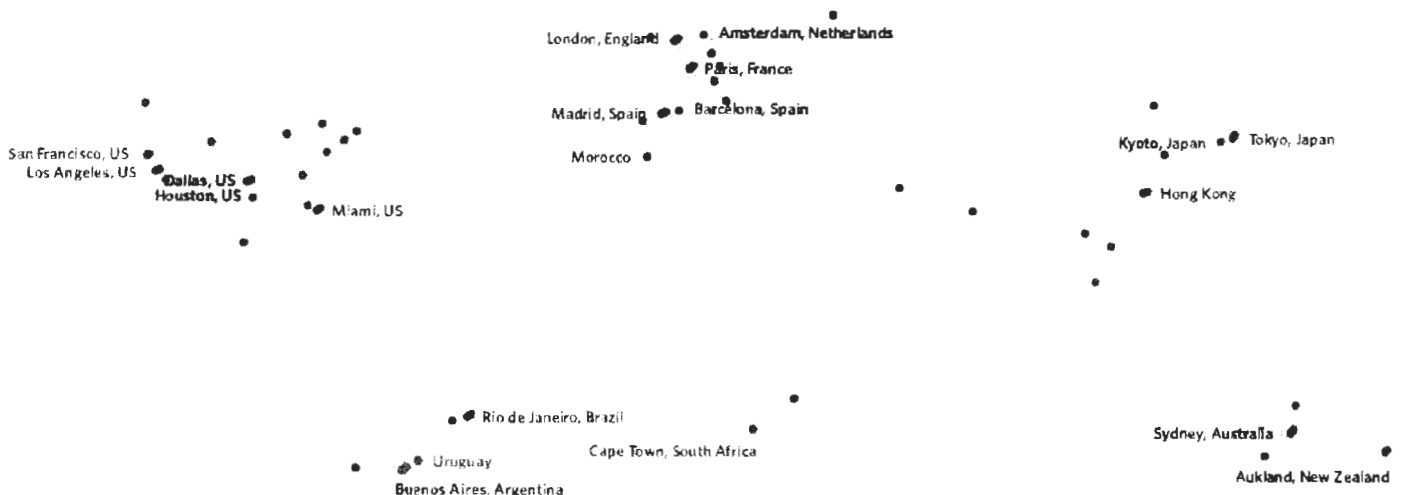 London, England
Amsterdam, Netherlands
Paris, France
Madrid, Spain
Barcelona, Spain
San Francisco, US
Los Angeles, US
Dallas, US
Houston, US
Miami, US
Morocco
Kyoto, Japan
Tokyo, Japan
Hong Kong
Rio de Janeiro, Brazil
Uruguay
Buenos Aires, Argentina
Cape Town, South Africa
Sydney, Australia
Aukland, New Zealand